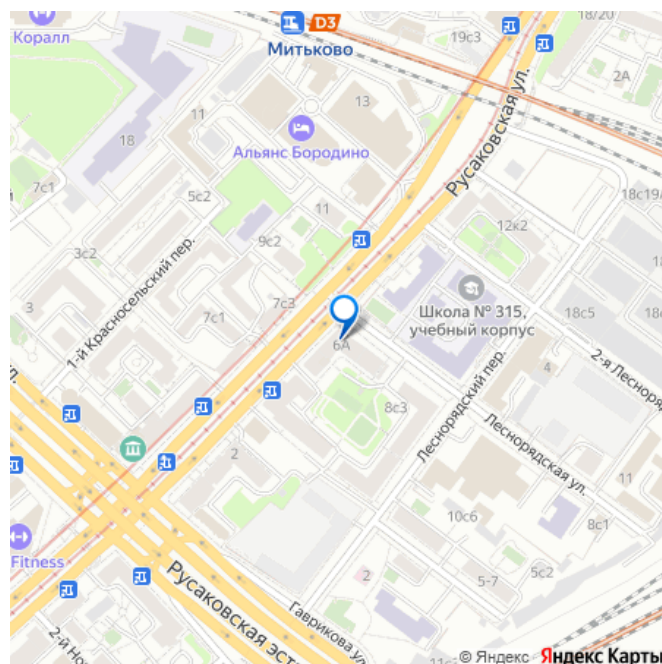 Коралл
D3
Митьково
19с3
18/20
2А
11
13
18
Альянс Бородино
Русаковская ул.
7с1
5с2
11
18с19
12к2
9с2
3с2
1-й Красносельский пер.
7с3
Школа № 315,
учебный корпус
18с5
3
7с1
6А
2-я Леснорядс
4
8с3
Леснорядский пер.
Леснорядская ул.
2
11
10с6
8с1
Fitness
5с2
5-7
2
Русаковская эст
Гаврикова ул.
2-й Но
© Яндекс Яндекс Карты